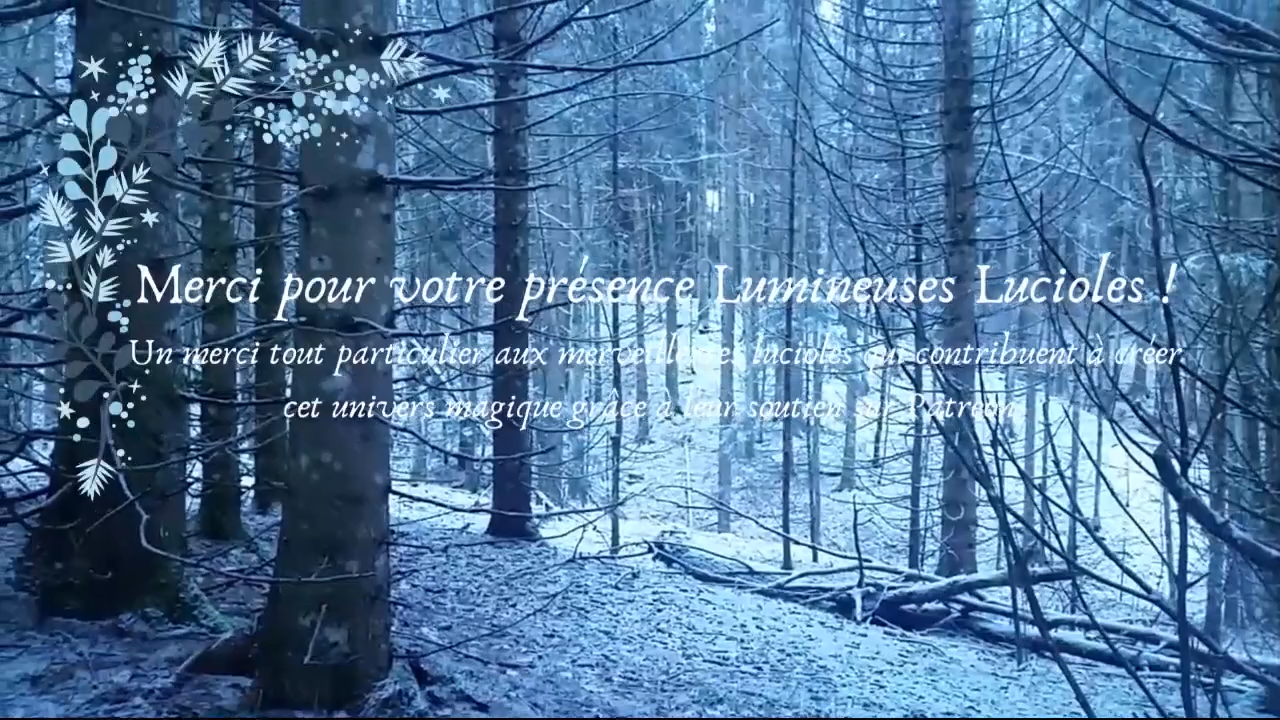 Merci pour votre présence Lumineuses Lucioles !
Un merci tout particulier aux merveilleuses lucioles qui contribuent à créer
cet univers magique grâce à leur soutien sur Patreon